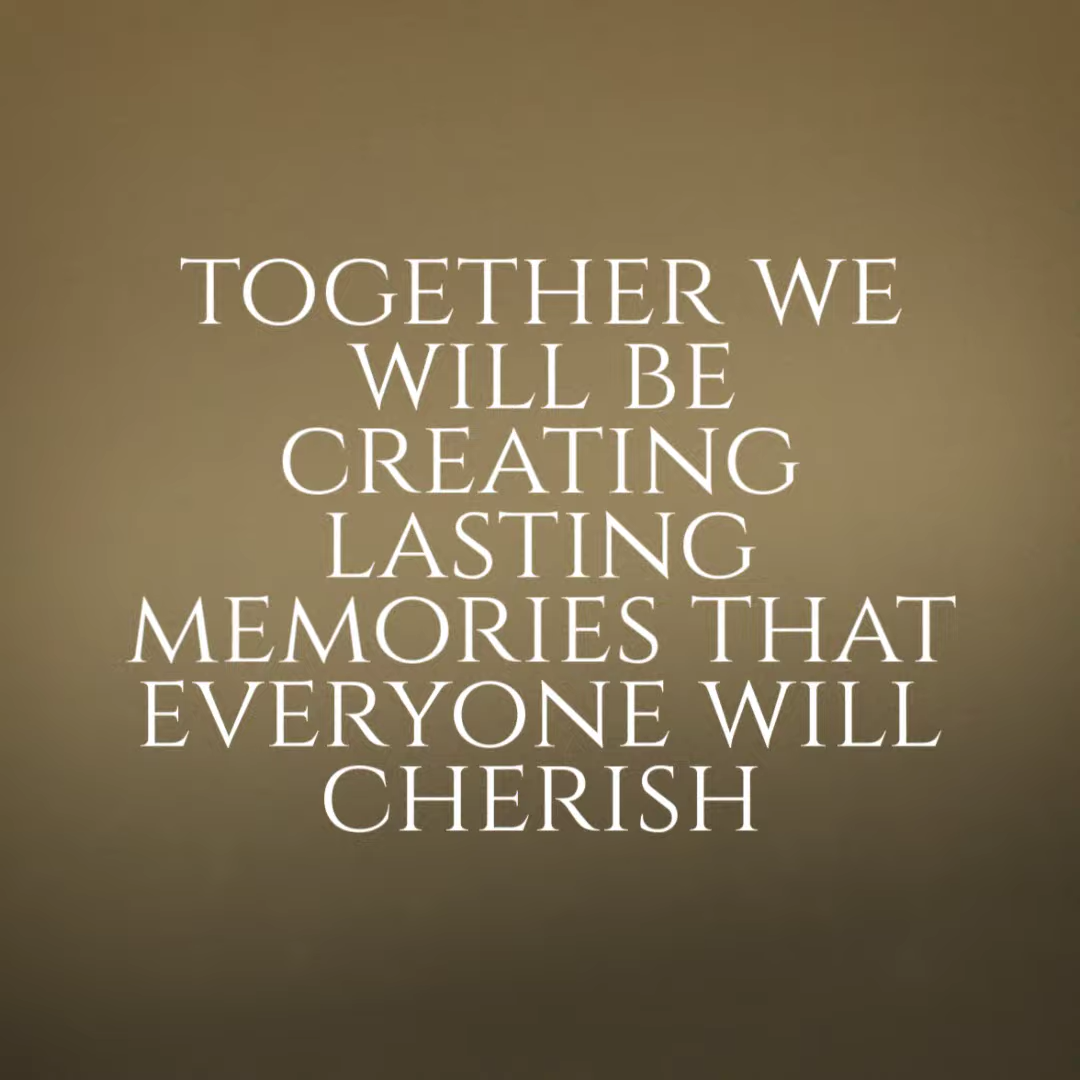 TOGETHER WE
WILL BE
CREATING
LASTING
MEMORIES THAT
EVERYONE WILL
CHERISH